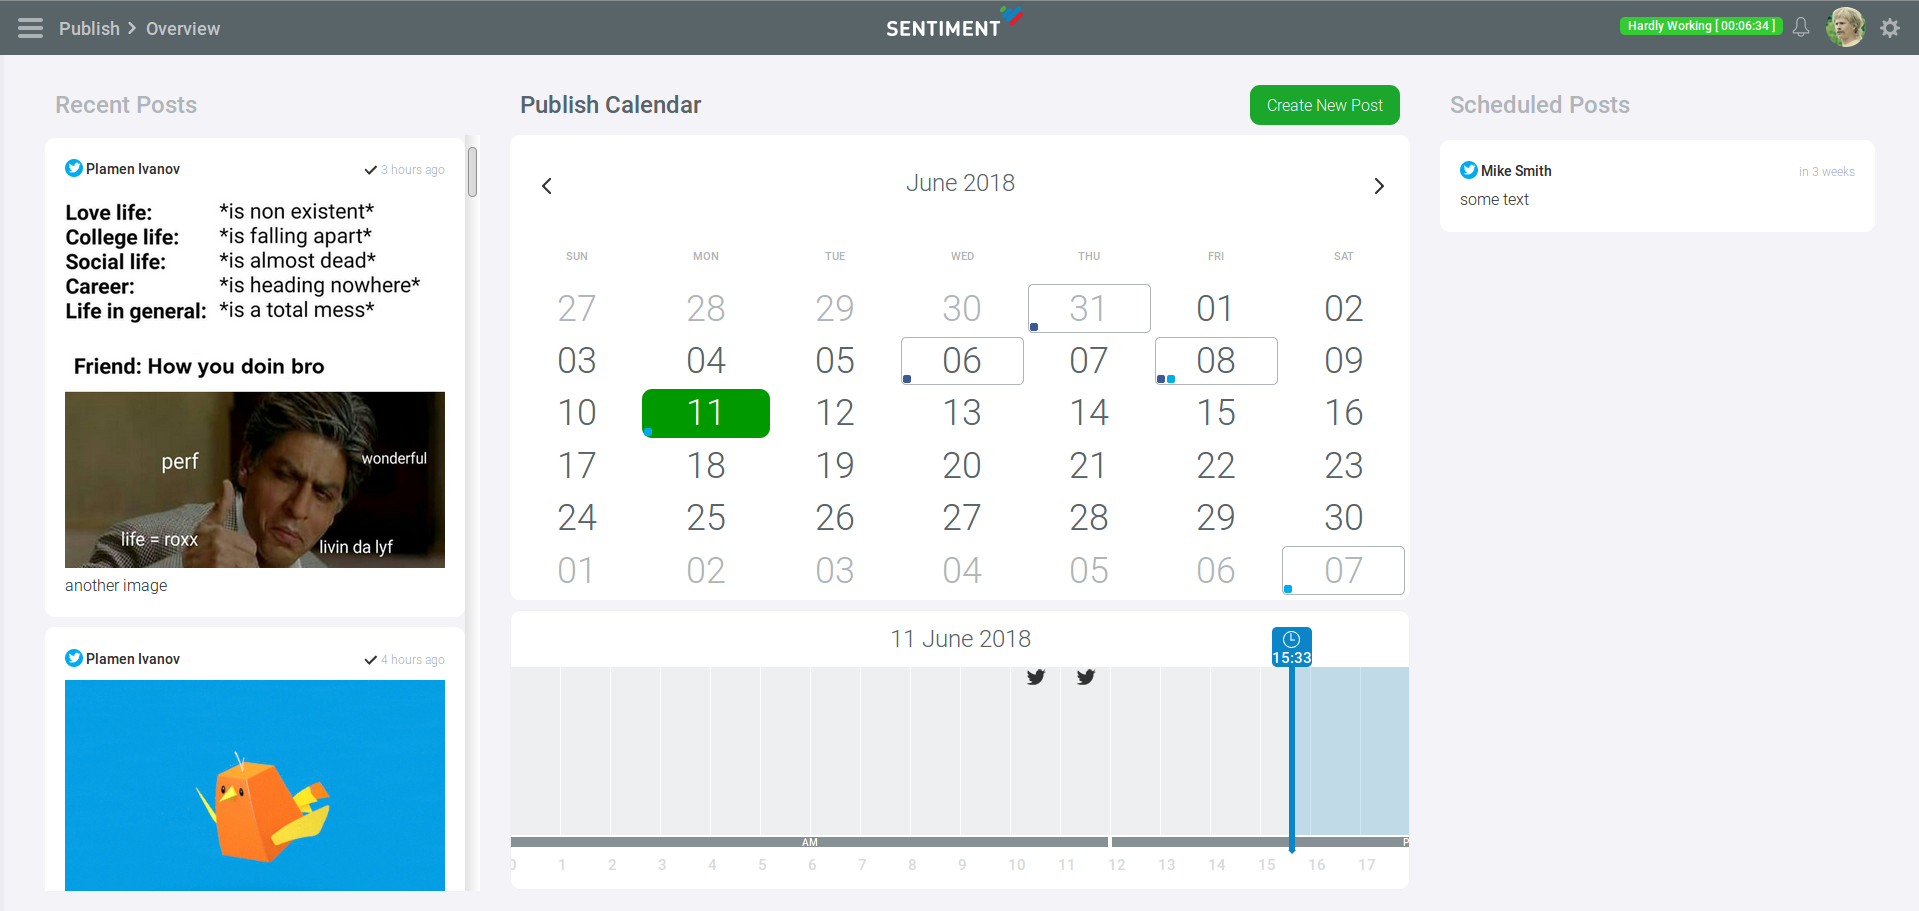 Publish > Overview
SENTIMENT
Hardly Working [ 00:06:34 ]
Recent Posts
Plamen Ivanov
3 hours ago
Love life: *is non existent*
College life: *is falling apart*
Social life: *is almost dead*
Career: *is heading nowhere*
Life in general: *is a total mess*
Friend: How you doin bro
perf
wonderful
life = roxx
livin da lyf
another image
Plamen Ivanov
4 hours ago
Publish Calendar
Create New Post
June 2018
SUN MON TUE WED THU FRI SAT
27 28 29 30 31 01 02
03 04 05 06 07 08 09
10 11 12 13 14 15 16
17 18 19 20 21 22 23
24 25 26 27 28 29 30
01 02 03 04 05 06 07
11 June 2018
15:33
AM P
0 1 2 3 4 5 6 7 8 9 10 11 12 13 14 15 16 17
Scheduled Posts
Mike Smith
in 3 weeks
some text